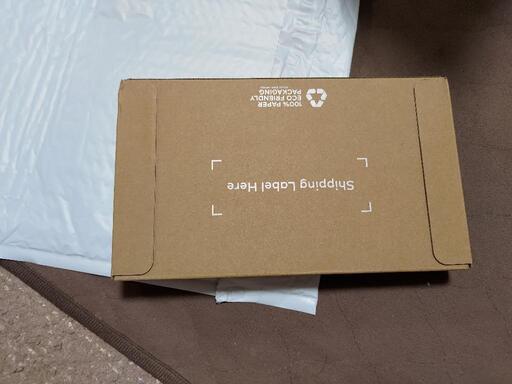 Shipping Label Here
100% PAPER
ECO FRIENDLY
PACKAGING